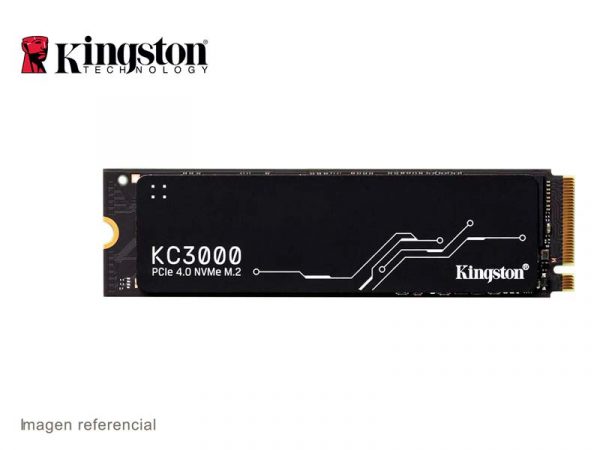 Kingston
TECHNOLOGY
KC3000
PCIe 4.0 NVMe M.2
Kingston®
Imagen referencial